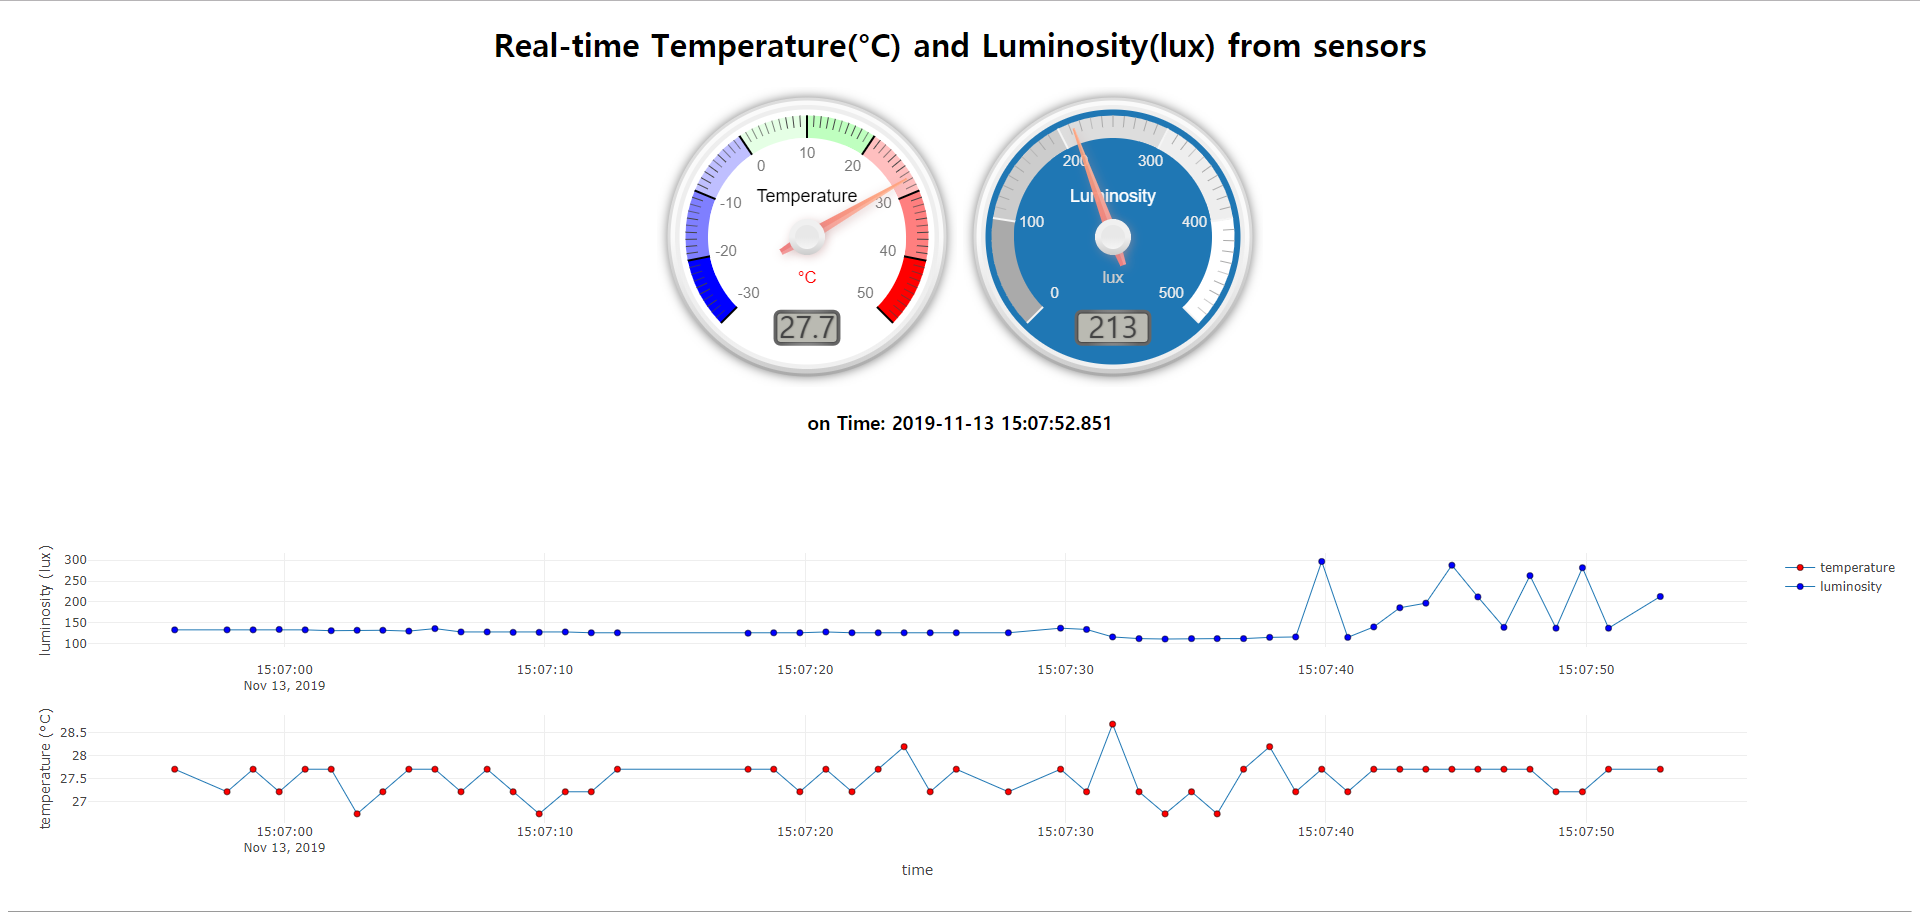 Real-time Temperature(°C) and Luminosity(lux) from sensors
-30 -20 -10 0 10 20 30 40 50
Temperature
°C
27.7
0 100 200 300 400 500
Luminosity
lux
213
on Time: 2019-11-13 15:07:52.851
luminosity (lux)
300
250
200
150
100
15:07:00 15:07:10 15:07:20 15:07:30 15:07:40 15:07:50
Nov 13, 2019
temperature
luminosity
temperature (°C)
28.5
28
27.5
27
15:07:00 15:07:10 15:07:20 15:07:30 15:07:40 15:07:50
Nov 13, 2019
time